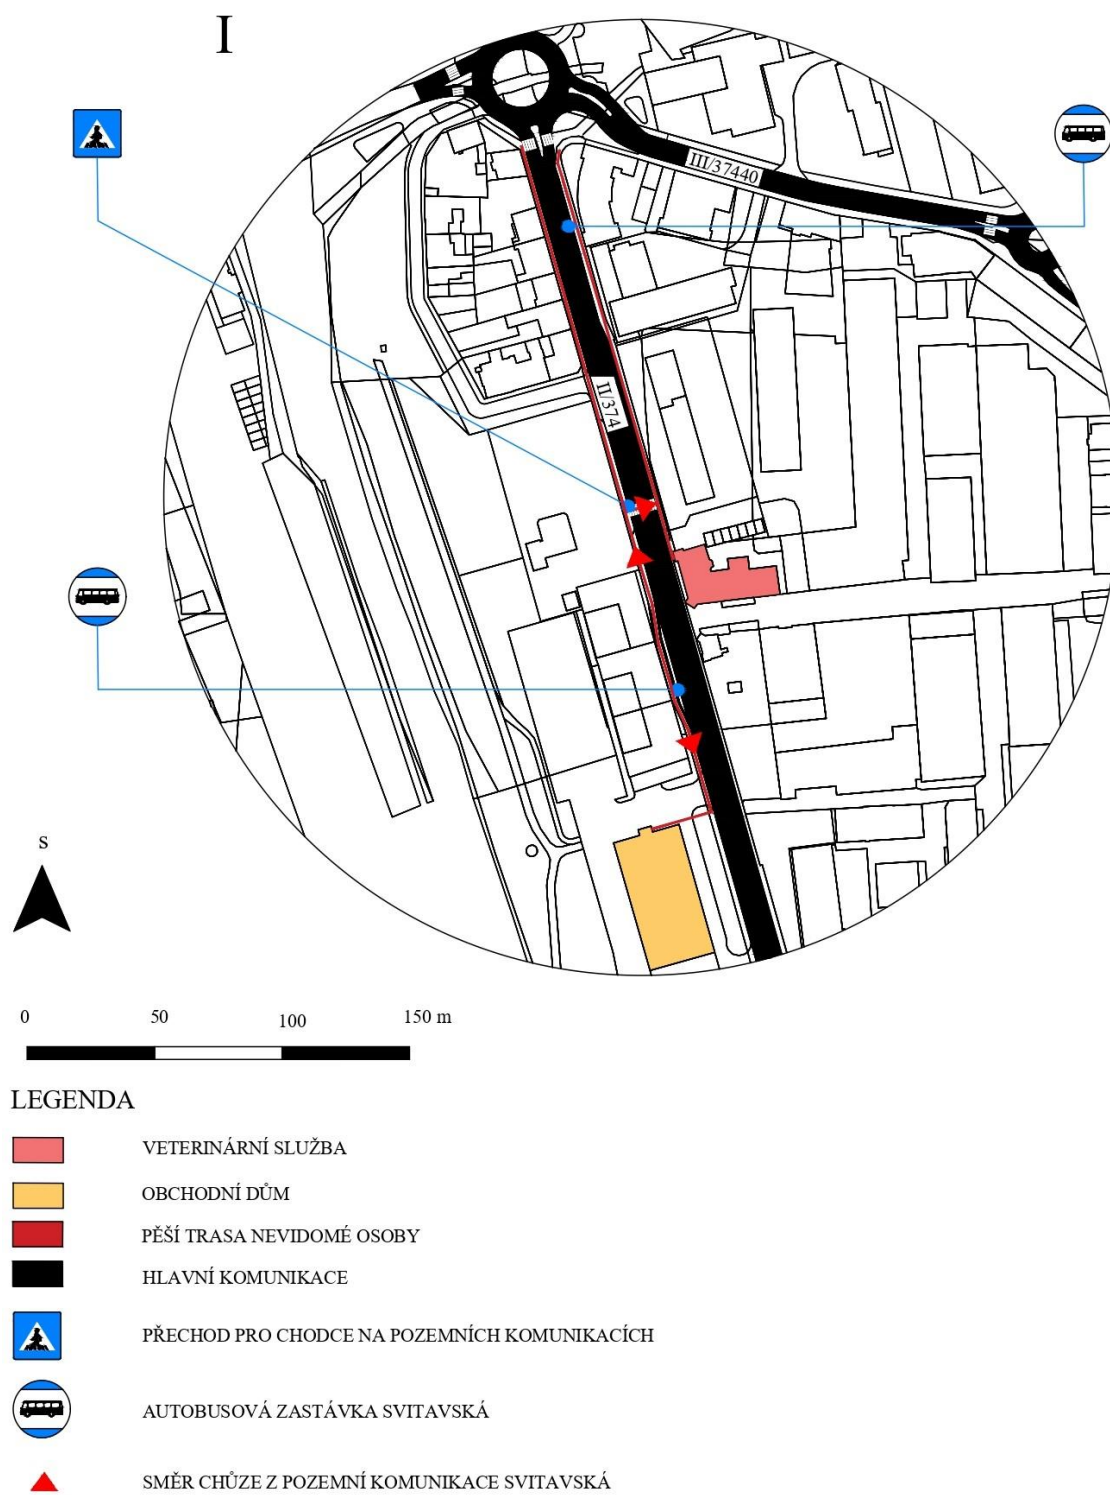 I
III/37440
II/374
S
0 50 100 150 m
LEGENDA
VETERINÁRNÍ SLUŽBA
OBCHODNÍ DŮM
PĚŠÍ TRASA NEVIDOMÉ OSOBY
HLAVNÍ KOMUNIKACE
PŘECHOD PRO CHODCE NA POZEMNÍCH KOMUNIKACÍCH
AUTOBUSOVÁ ZASTÁVKA SVITAVSKÁ
SMĚR CHŮZE Z POZEMNÍ KOMUNIKACE SVITAVSKÁ